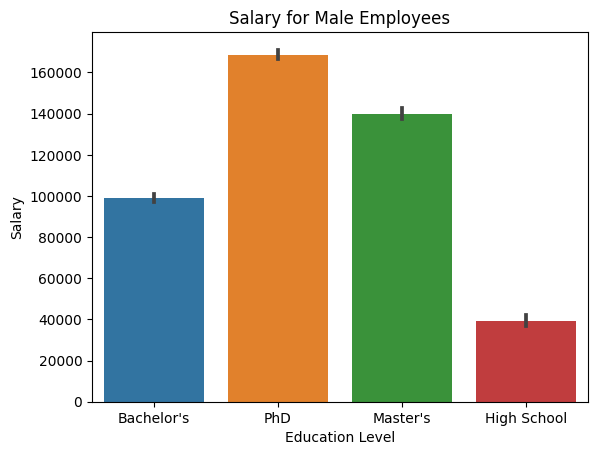 Salary for Male Employees
Salary
160000
140000
120000
100000
80000
60000
40000
20000
0
Bachelor's PhD Master's High School
Education Level